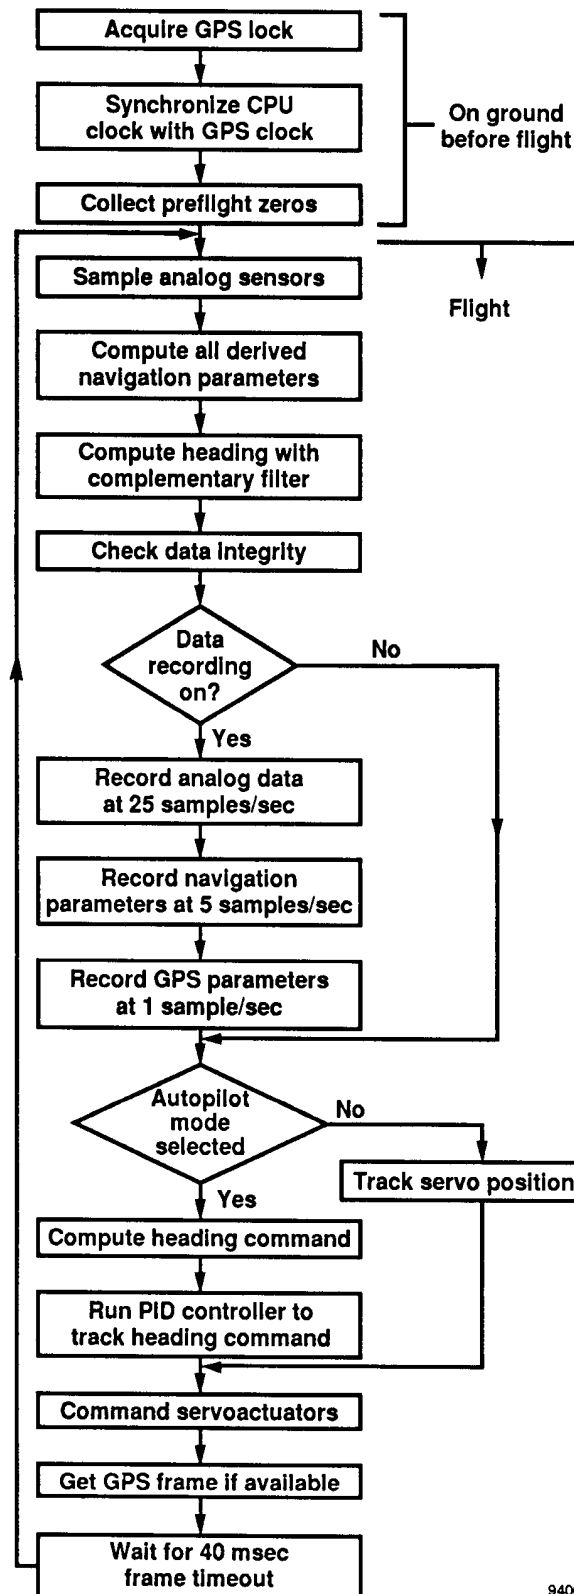 Acquire GPS lock
Synchronize CPU
clock with GPS clock
On ground
before flight
Collect preflight zeros
Sample analog sensors
Flight
Compute all derived
navigation parameters
Compute heading with
complementary filter
Check data integrity
Data
recording
on?
No
Yes
Record analog data
at 25 samples/sec
Record navigation
parameters at 5 samples/sec
Record GPS parameters
at 1 sample/sec
Autopilot
mode
selected
No
Track servo position
Yes
Compute heading command
Run PID controller to
track heading command
Command servoactuators
Get GPS frame if available
Wait for 40 msec
frame timeout
940